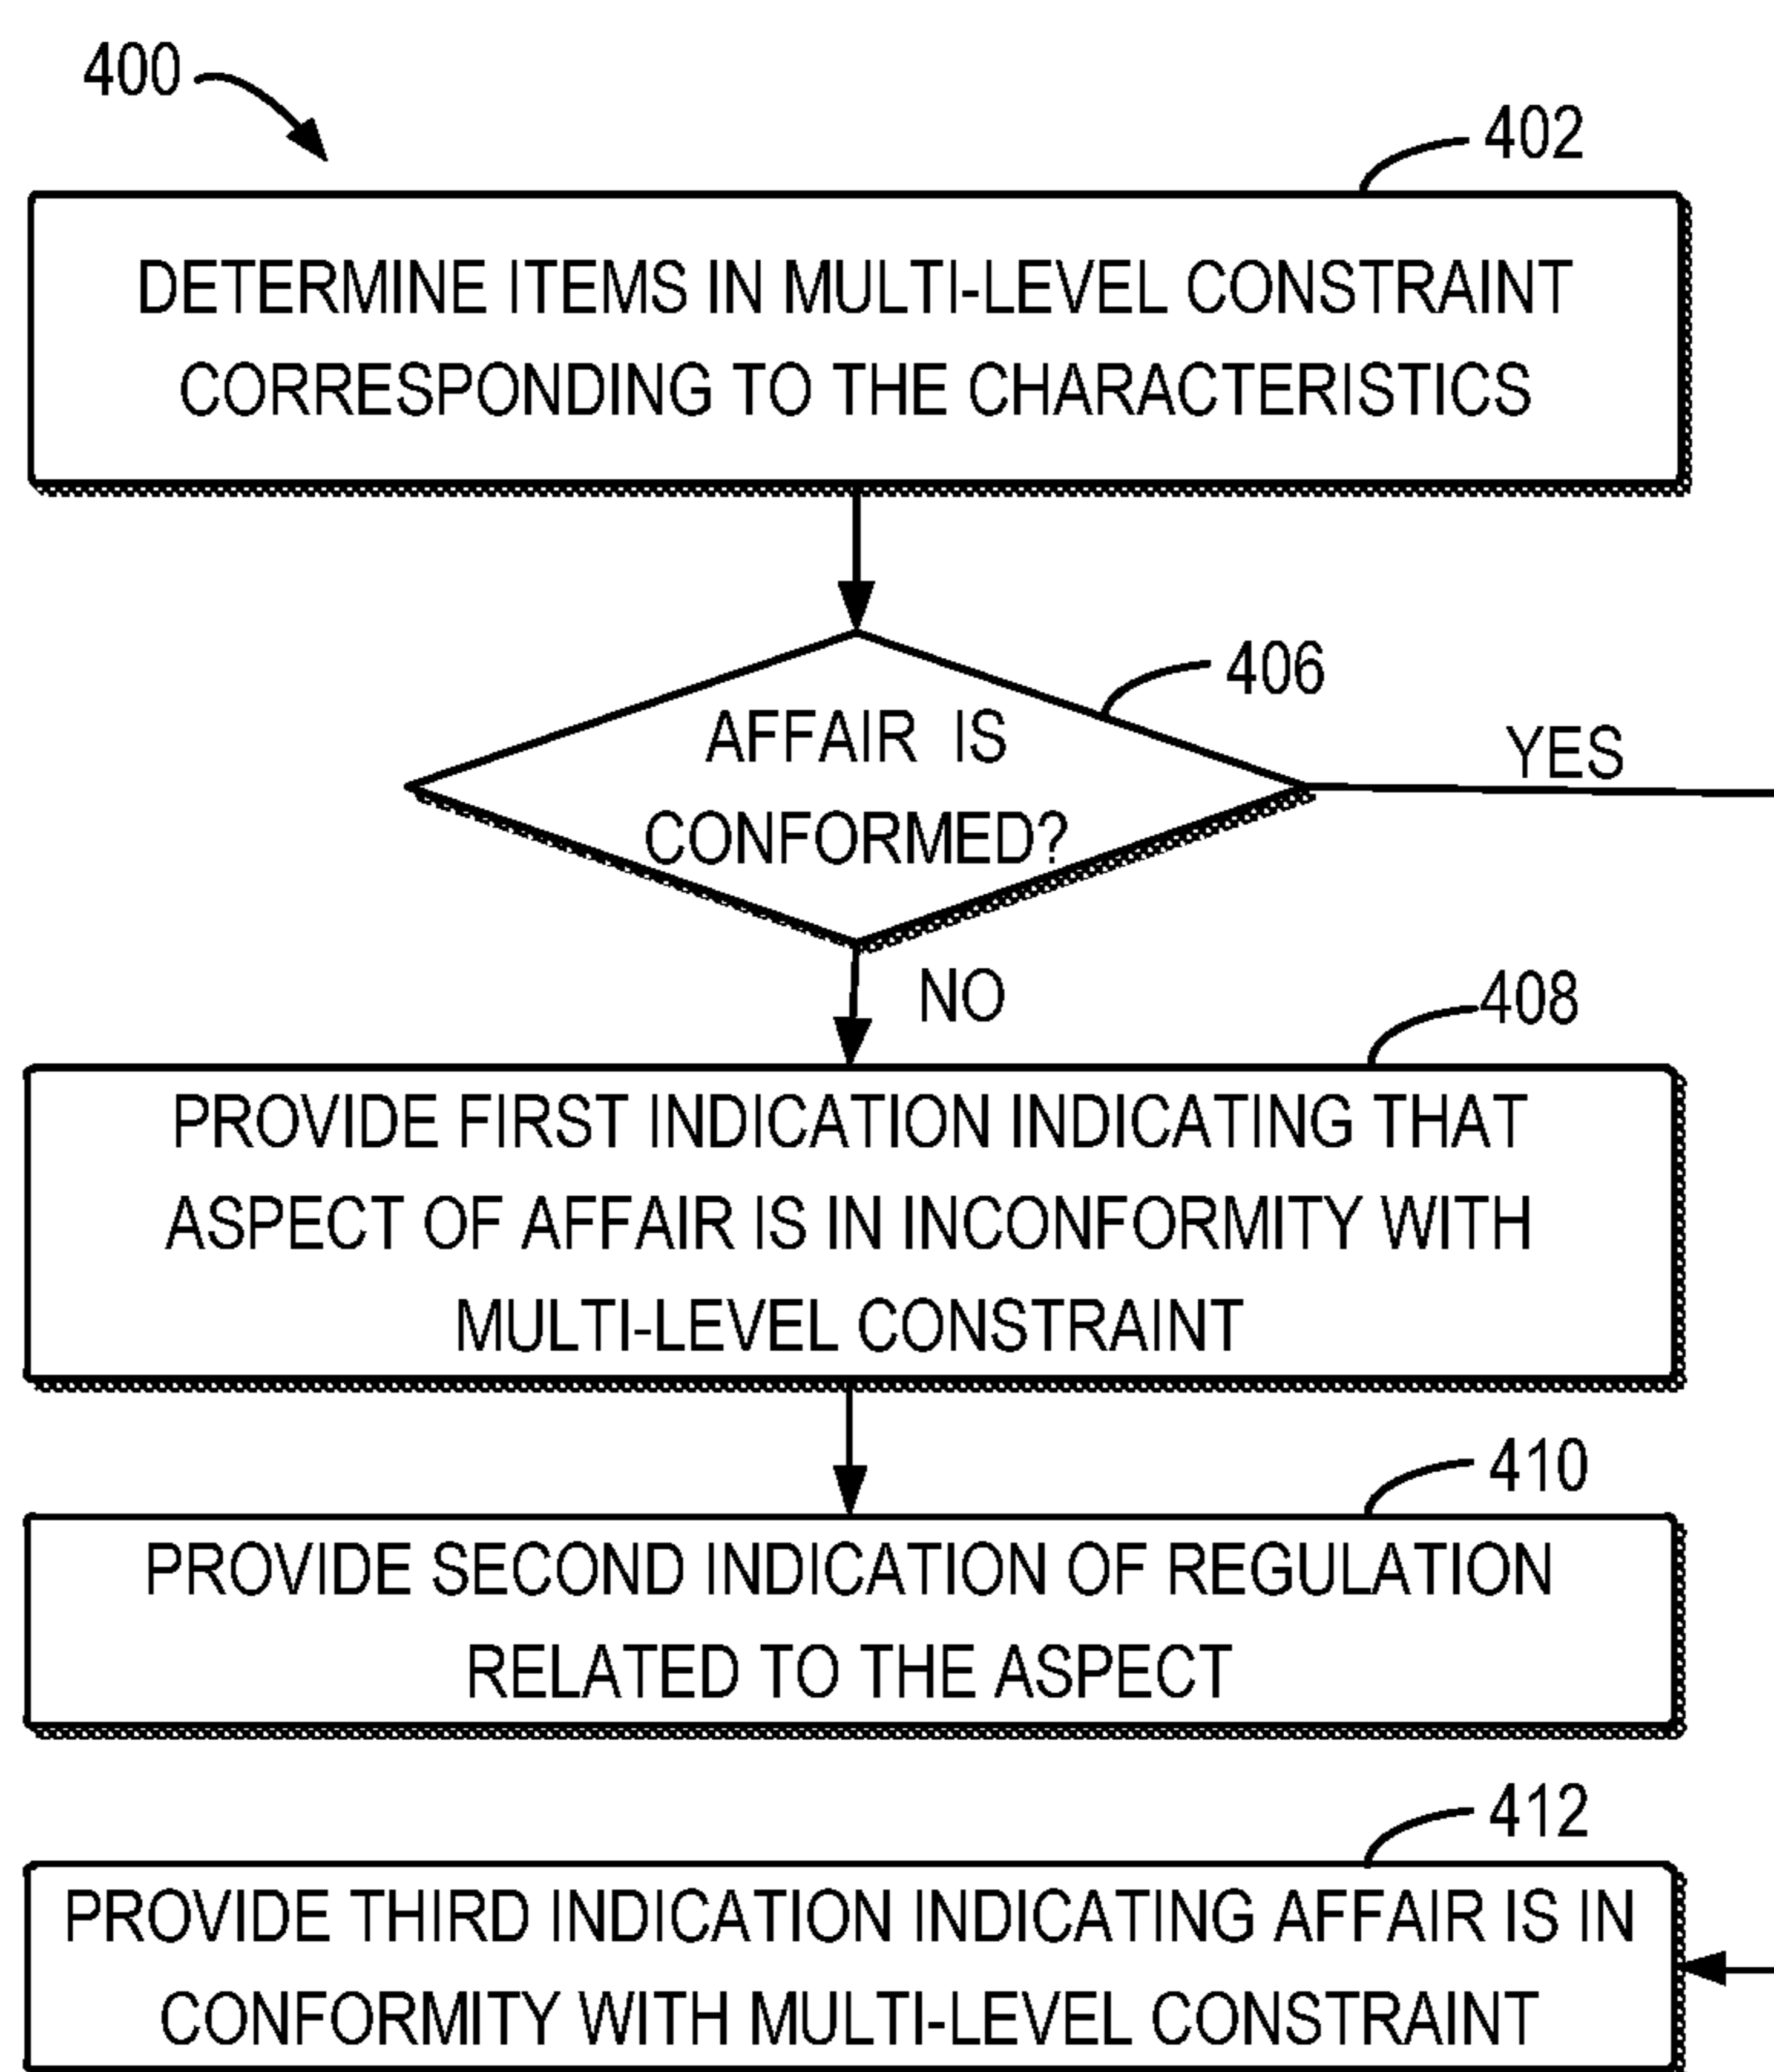 400
402
DETERMINE ITEMS IN MULTI-LEVEL CONSTRAINT
CORRESPONDING TO THE CHARACTERISTICS
406
AFFAIR IS
CONFORMED?
YES
NO
408
PROVIDE FIRST INDICATION INDICATING THAT
ASPECT OF AFFAIR IS IN INCONFORMITY WITH
MULTI-LEVEL CONSTRAINT
410
PROVIDE SECOND INDICATION OF REGULATION
RELATED TO THE ASPECT
412
PROVIDE THIRD INDICATION INDICATING AFFAIR IS IN
CONFORMITY WITH MULTI-LEVEL CONSTRAINT